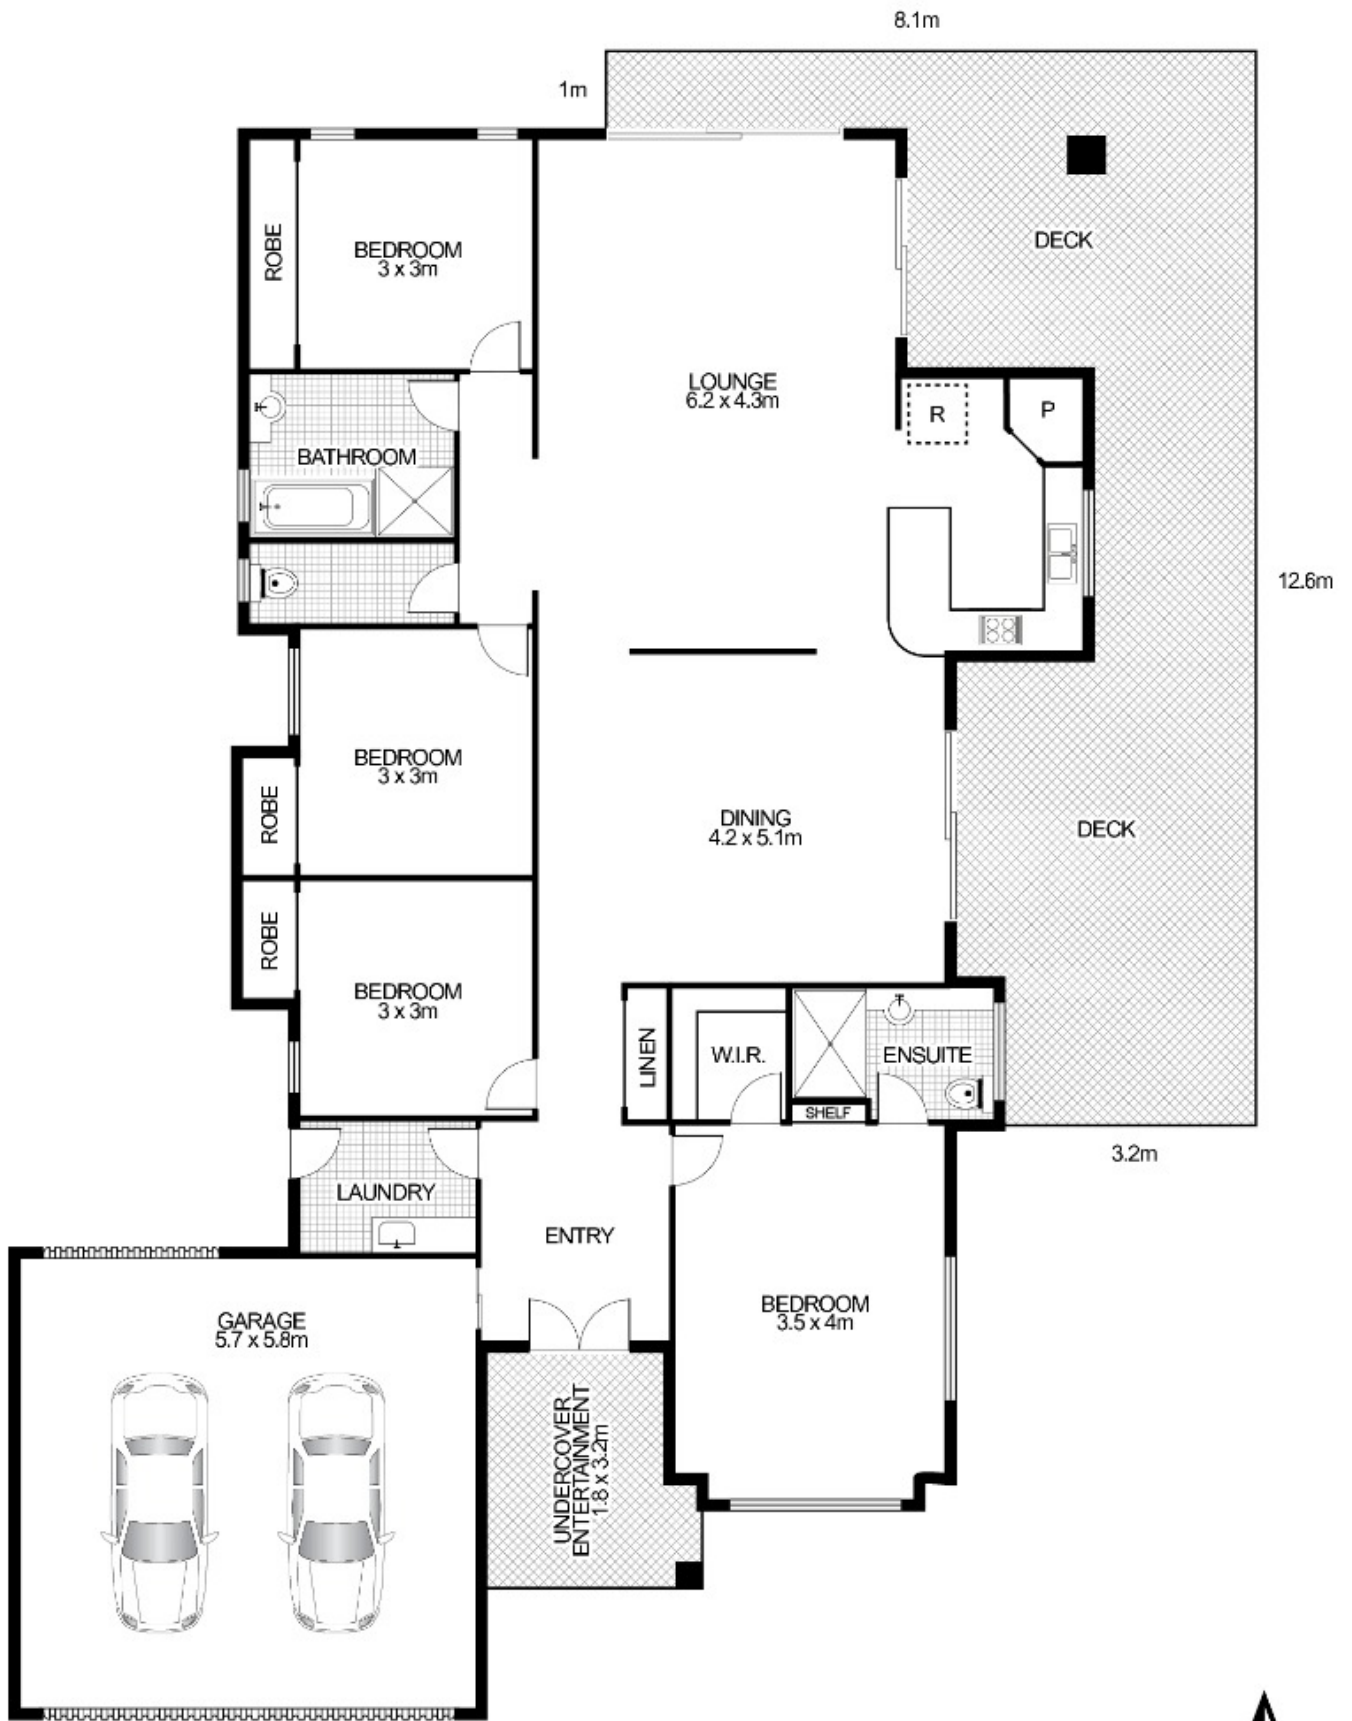 8.1m
1m
ROBE
BEDROOM
3 x 3m
DECK
LOUNGE
6.2 x 4.3m
R
P
BATHROOM
12.6m
BEDROOM
3 x 3m
ROBE
DINING
4.2 x 5.1m
DECK
ROBE
BEDROOM
3 x 3m
LINEN
W.I.R.
ENSUITE
SHELF
3.2m
LAUNDRY
ENTRY
BEDROOM
3.5 x 4m
GARAGE
5.7 x 5.8m
UNDERCOVER
ENTERTAINMENT
1.8 x 3.2m